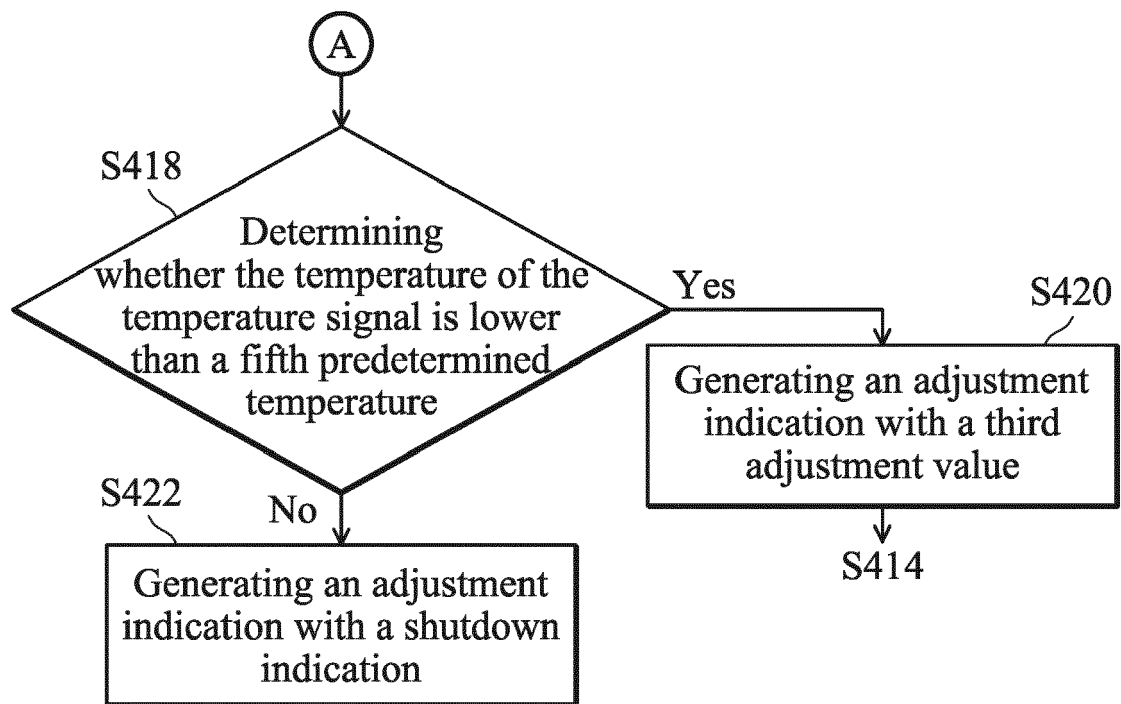 A
S418
Determining
whether the temperature of the
temperature signal is lower
than a fifth predetermined
temperature
Yes
S420
Generating an adjustment
indication with a third
adjustment value
S414
No
S422
Generating an adjustment
indication with a shutdown
indication